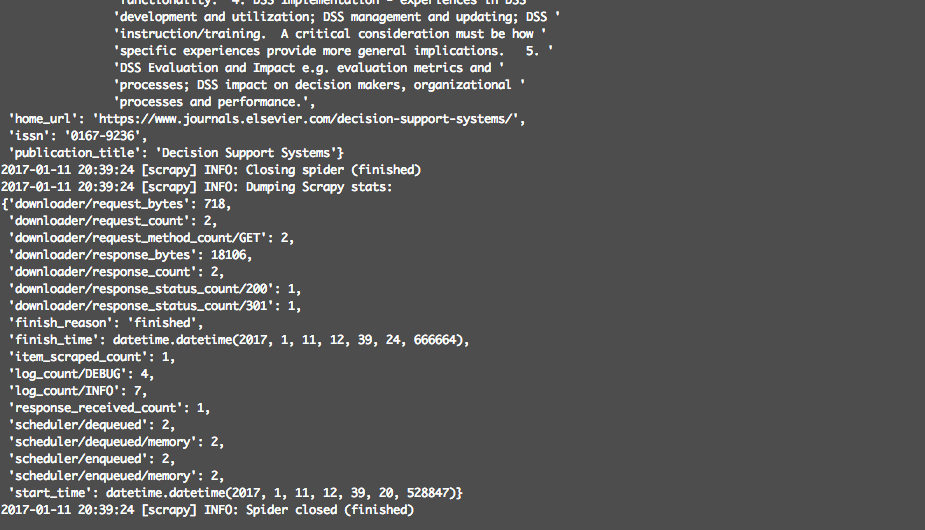 'functionality.  4. DSS Implementation - experiences in DSS '
'development and utilization; DSS management and updating; DSS '
'instruction/training.  A critical consideration must be how '
'specific experiences provide more general implications.   5. '
'DSS Evaluation and Impact e.g. evaluation metrics and '
'processes; DSS impact on decision makers, organizational '
'processes and performance.',
'home_url': 'https://www.journals.elsevier.com/decision-support-systems/',
'issn': '0167-9236',
'publication_title': 'Decision Support Systems'}
2017-01-11 20:39:24 [scrapy] INFO: Closing spider (finished)
2017-01-11 20:39:24 [scrapy] INFO: Dumping Scrapy stats:
{'downloader/request_bytes': 718,
'downloader/request_count': 2,
'downloader/request_method_count/GET': 2,
'downloader/response_bytes': 18106,
'downloader/response_count': 2,
'downloader/response_status_count/200': 1,
'downloader/response_status_count/301': 1,
'finish_reason': 'finished',
'finish_time': datetime.datetime(2017, 1, 11, 12, 39, 24, 666664),
'item_scraped_count': 1,
'log_count/DEBUG': 4,
'log_count/INFO': 7,
'response_received_count': 1,
'scheduler/dequeued': 2,
'scheduler/dequeued/memory': 2,
'scheduler/enqueued': 2,
'scheduler/enqueued/memory': 2,
'start_time': datetime.datetime(2017, 1, 11, 12, 39, 20, 528847)}
2017-01-11 20:39:24 [scrapy] INFO: Spider closed (finished)